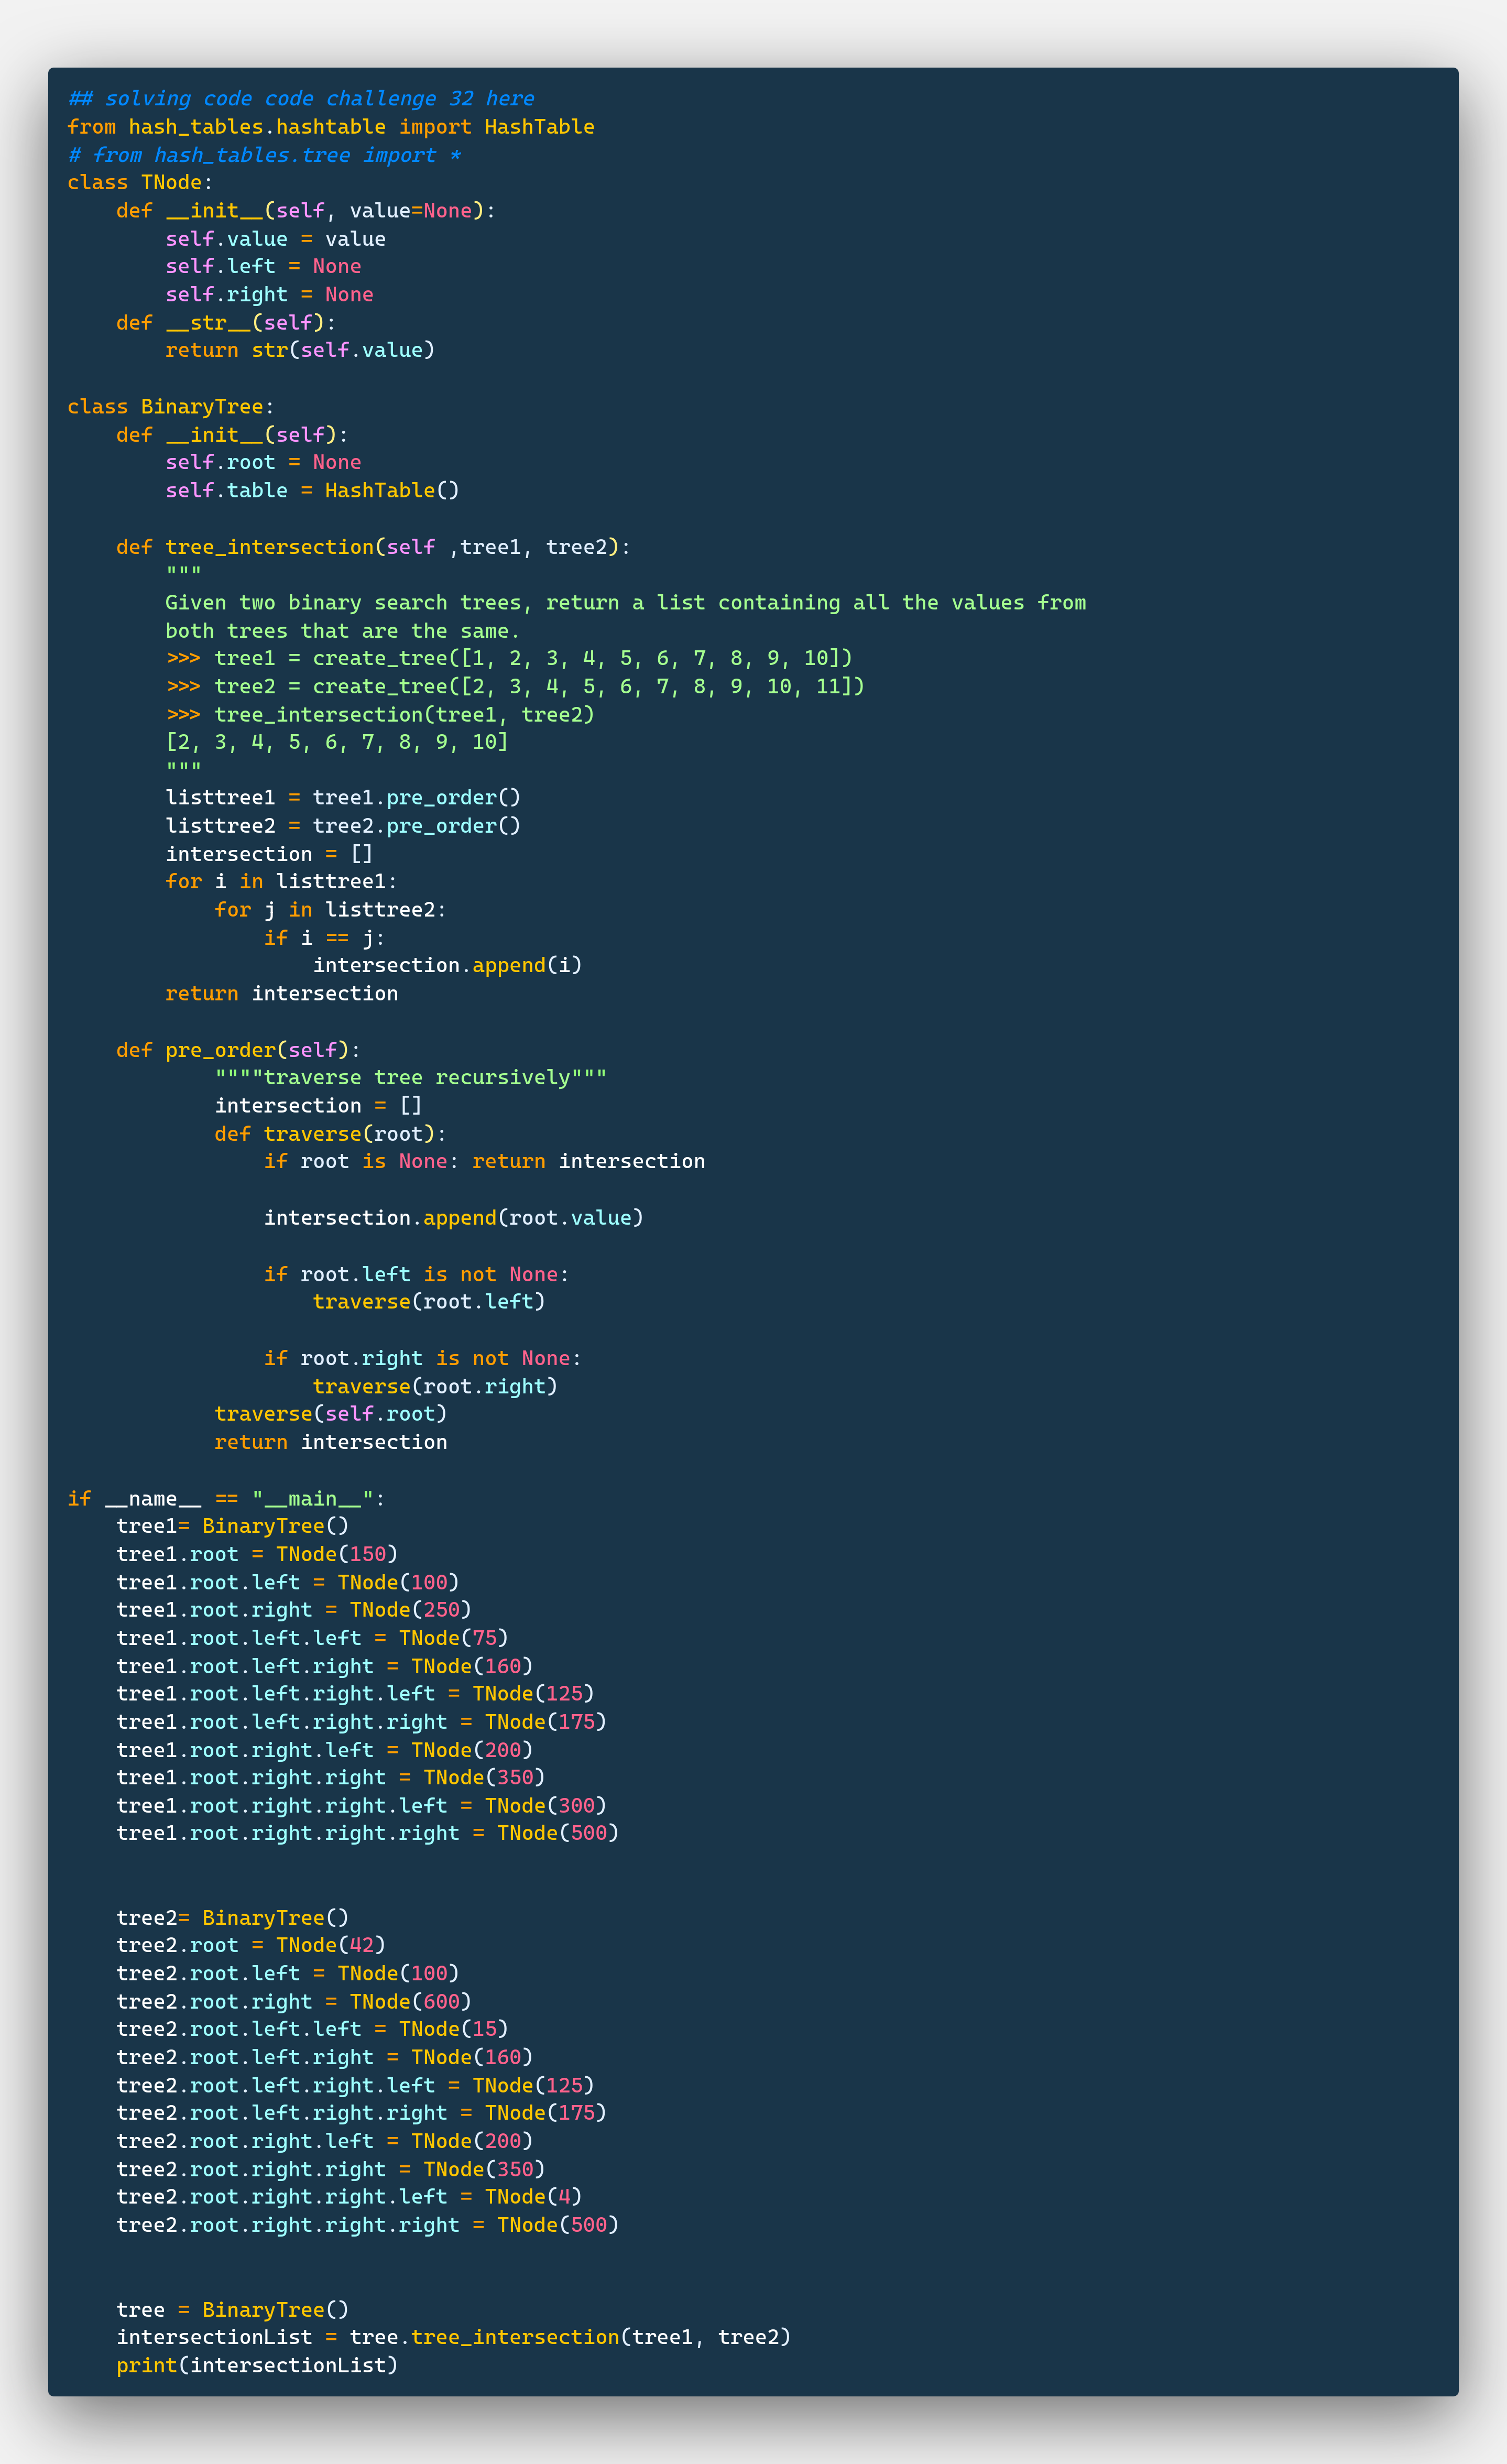 ## solving code code challenge 32 here
from hash_tables.hashtable import HashTable
# from hash_tables.tree import *
class TNode:
    def __init__(self, value=None):
        self.value = value
        self.left = None
        self.right = None
    def __str__(self):
        return str(self.value)

class BinaryTree:
    def __init__(self):
        self.root = None
        self.table = HashTable()

    def tree_intersection(self ,tree1, tree2):
        """
        Given two binary search trees, return a list containing all the values from
        both trees that are the same.
        >>> tree1 = create_tree([1, 2, 3, 4, 5, 6, 7, 8, 9, 10])
        >>> tree2 = create_tree([2, 3, 4, 5, 6, 7, 8, 9, 10, 11])
        >>> tree_intersection(tree1, tree2)
        [2, 3, 4, 5, 6, 7, 8, 9, 10]
        """
        listtree1 = tree1.pre_order()
        listtree2 = tree2.pre_order()
        intersection = []
        for i in listtree1:
            for j in listtree2:
                if i == j:
                    intersection.append(i)
        return intersection

    def pre_order(self):
            """"traverse tree recursively"""
            intersection = []
            def traverse(root):
                if root is None: return intersection

                intersection.append(root.value)

                if root.left is not None:
                    traverse(root.left)

                if root.right is not None:
                    traverse(root.right)
            traverse(self.root)
            return intersection

if __name__ == "__main__":
    tree1= BinaryTree()
    tree1.root = TNode(150)
    tree1.root.left = TNode(100)
    tree1.root.right = TNode(250)
    tree1.root.left.left = TNode(75)
    tree1.root.left.right = TNode(160)
    tree1.root.left.right.left = TNode(125)
    tree1.root.left.right.right = TNode(175)
    tree1.root.right.left = TNode(200)
    tree1.root.right.right = TNode(350)
    tree1.root.right.right.left = TNode(300)
    tree1.root.right.right.right = TNode(500)


    tree2= BinaryTree()
    tree2.root = TNode(42)
    tree2.root.left = TNode(100)
    tree2.root.right = TNode(600)
    tree2.root.left.left = TNode(15)
    tree2.root.left.right = TNode(160)
    tree2.root.left.right.left = TNode(125)
    tree2.root.left.right.right = TNode(175)
    tree2.root.right.left = TNode(200)
    tree2.root.right.right = TNode(350)
    tree2.root.right.right.left = TNode(4)
    tree2.root.right.right.right = TNode(500)


    tree = BinaryTree()
    intersectionList = tree.tree_intersection(tree1, tree2)
    print(intersectionList)